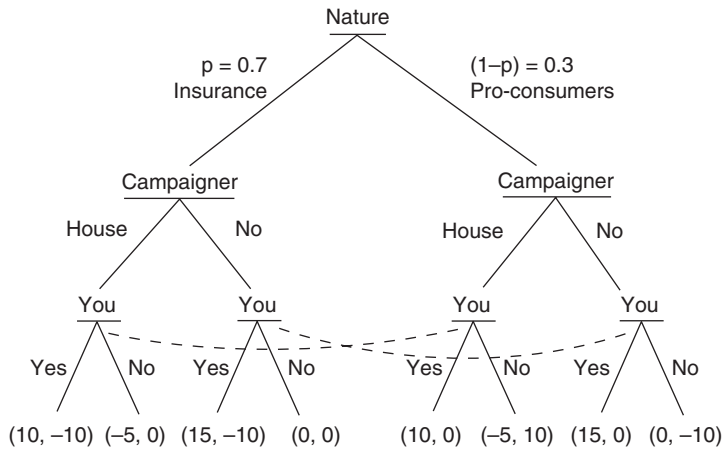 Nature
p = 0.7
Insurance
(1–p) = 0.3
Pro-consumers
Campaigner
Campaigner
House
No
House
No
You
You
You
You
Yes
No
Yes
No
Yes
No
Yes
No
(10, –10)
(–5, 0)
(15, –10)
(0, 0)
(10, 0)
(–5, 10)
(15, 0)
(0, –10)